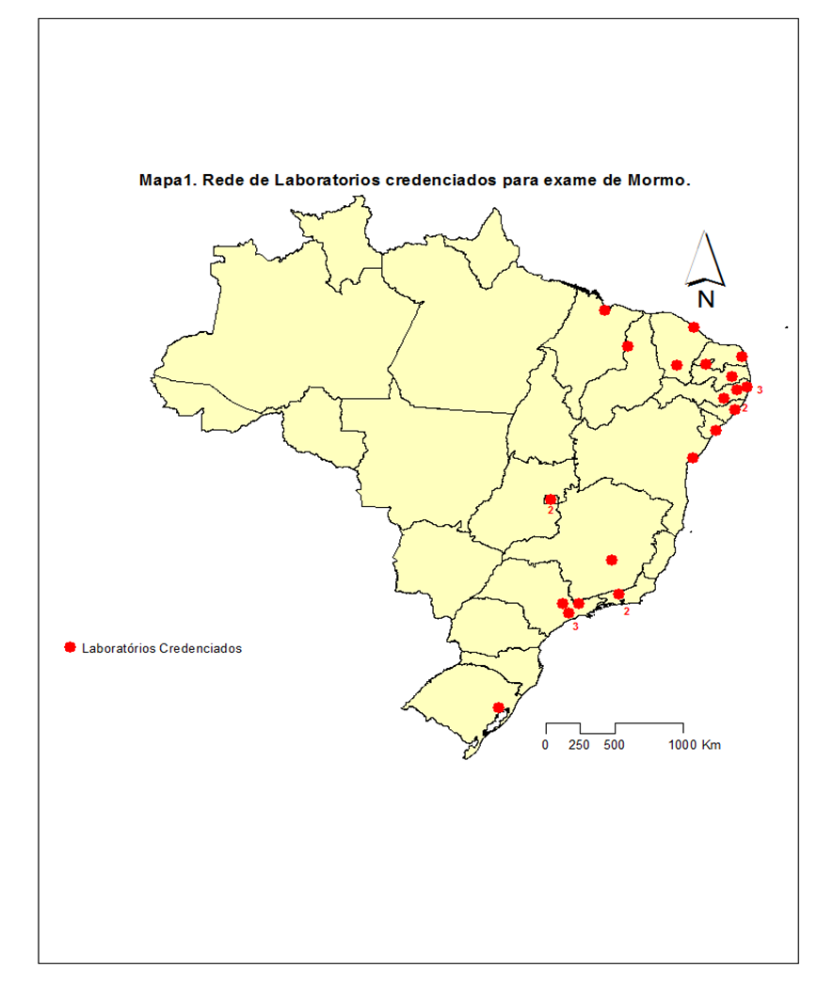 Mapa1. Rede de Laboratorios credenciados para exame de Mormo.
N
3
2
2
2
3
Laboratórios Credenciados
0 250 500 1000 Km